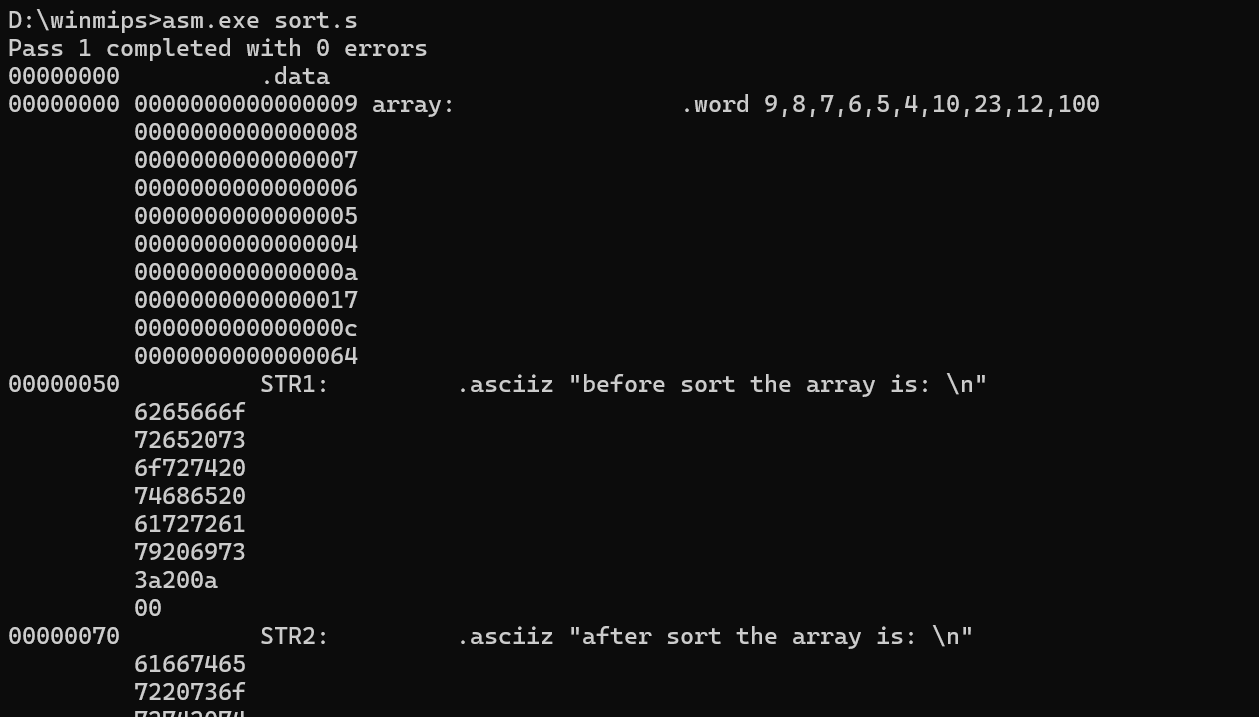 D:\winmips>asm.exe sort.s
Pass 1 completed with 0 errors
00000000          .data
00000000 0000000000000009 array:                .word 9,8,7,6,5,4,10,23,12,100
         0000000000000008
         0000000000000007
         0000000000000006
         0000000000000005
         0000000000000004
         000000000000000a
         0000000000000017
         000000000000000c
         0000000000000064
00000050          STR1:         .asciiz "before sort the array is: \n"
         6265666f
         72652073
         6f727420
         74686520
         61727261
         79206973
         3a200a
         00
00000070          STR2:         .asciiz "after sort the array is: \n"
         61667465
         7220736f
         72742074